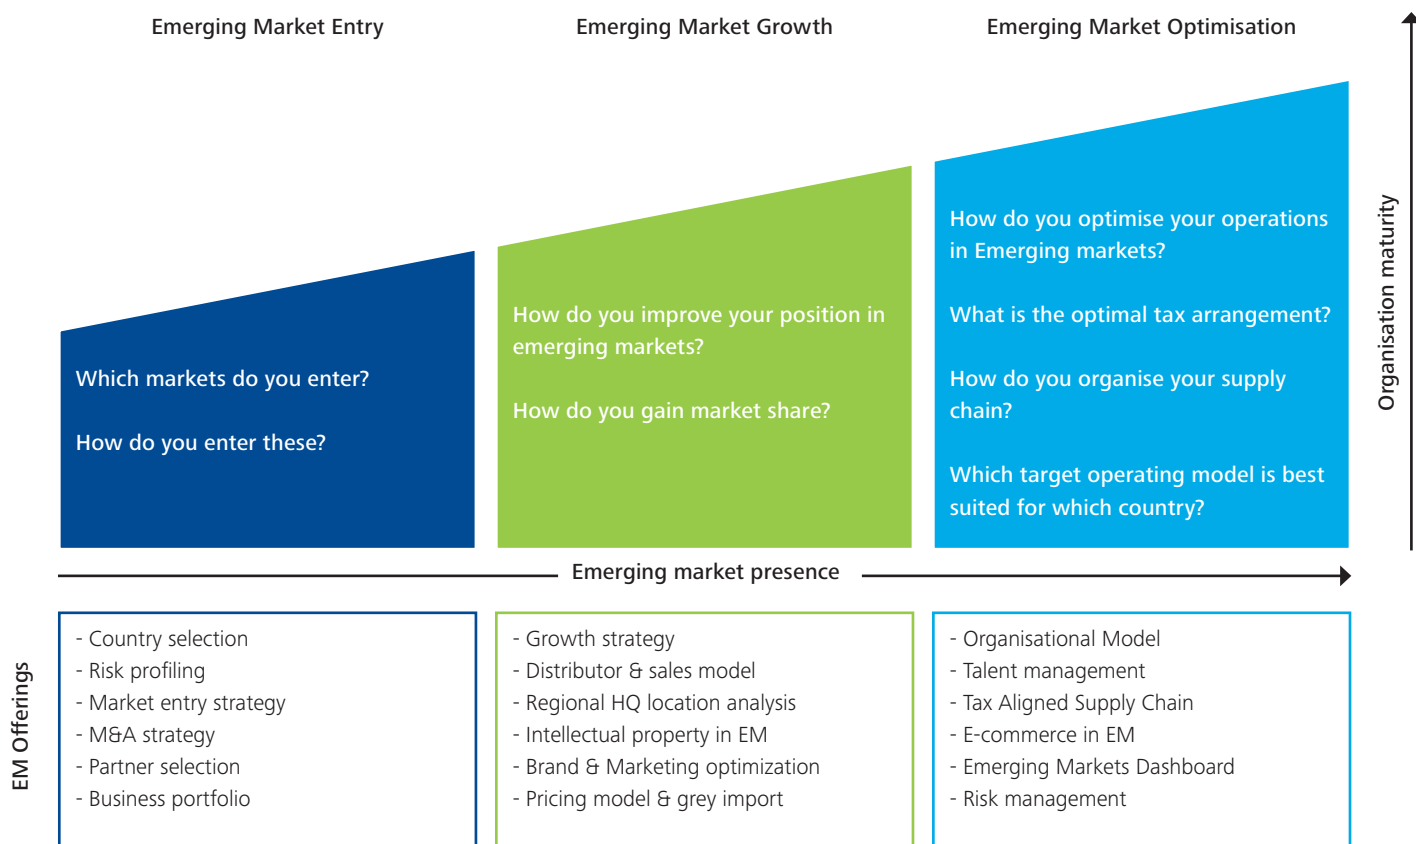 Emerging Market Entry
Emerging Market Growth
Emerging Market Optimisation
Which markets do you enter?
How do you enter these?
How do you improve your position in
emerging markets?
How do you gain market share?
How do you optimise your operations
in Emerging markets?
What is the optimal tax arrangement?
How do you organise your supply
chain?
Which target operating model is best
suited for which country?
Organisation maturity
Emerging market presence
EM Offerings
- Country selection
- Risk profiling
- Market entry strategy
- M&A strategy
- Partner selection
- Business portfolio
- Growth strategy
- Distributor & sales model
- Regional HQ location analysis
- Intellectual property in EM
- Brand & Marketing optimization
- Pricing model & grey import
- Organisational Model
- Talent management
- Tax Aligned Supply Chain
- E-commerce in EM
- Emerging Markets Dashboard
- Risk management